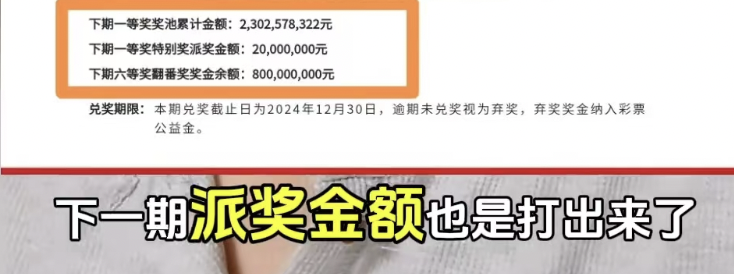 下期一等奖奖池累计金额：2,302,578,322元
下期一等奖特别奖派奖金额：20,000,000元
下期六等奖翻番奖奖金余额：800,000,000元
兑奖期限： 本期兑奖截止日为2024年12月30日，逾期未兑奖视为弃奖，弃奖奖金纳入彩票
公益金。
下一期派奖金额也是打出来了